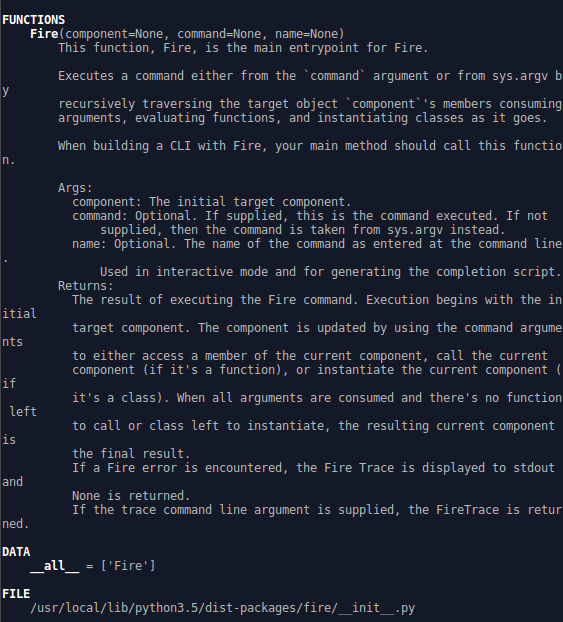 FUNCTIONS
    Fire(component=None, command=None, name=None)
        This function, Fire, is the main entrypoint for Fire.

        Executes a command either from the `command` argument or from sys.argv b
y
        recursively traversing the target object `component`'s members consuming
        arguments, evaluating functions, and instantiating classes as it goes.

        When building a CLI with Fire, your main method should call this functio
n.

        Args:
          component: The initial target component.
          command: Optional. If supplied, this is the command executed. If not
              supplied, then the command is taken from sys.argv instead.
          name: Optional. The name of the command as entered at the command line
.
              Used in interactive mode and for generating the completion script.
        Returns:
          The result of executing the Fire command. Execution begins with the in
itial
          target component. The component is updated by using the command argume
nts
          to either access a member of the current component, call the current
          component (if it's a function), or instantiate the current component (
if
          it's a class). When all arguments are consumed and there's no function
 left
          to call or class left to instantiate, the resulting current component
is
          the final result.
          If a Fire error is encountered, the Fire Trace is displayed to stdout
and
          None is returned.
          If the trace command line argument is supplied, the FireTrace is retur
ned.

DATA
    __all__ = ['Fire']

FILE
    /usr/local/lib/python3.5/dist-packages/fire/__init__.py